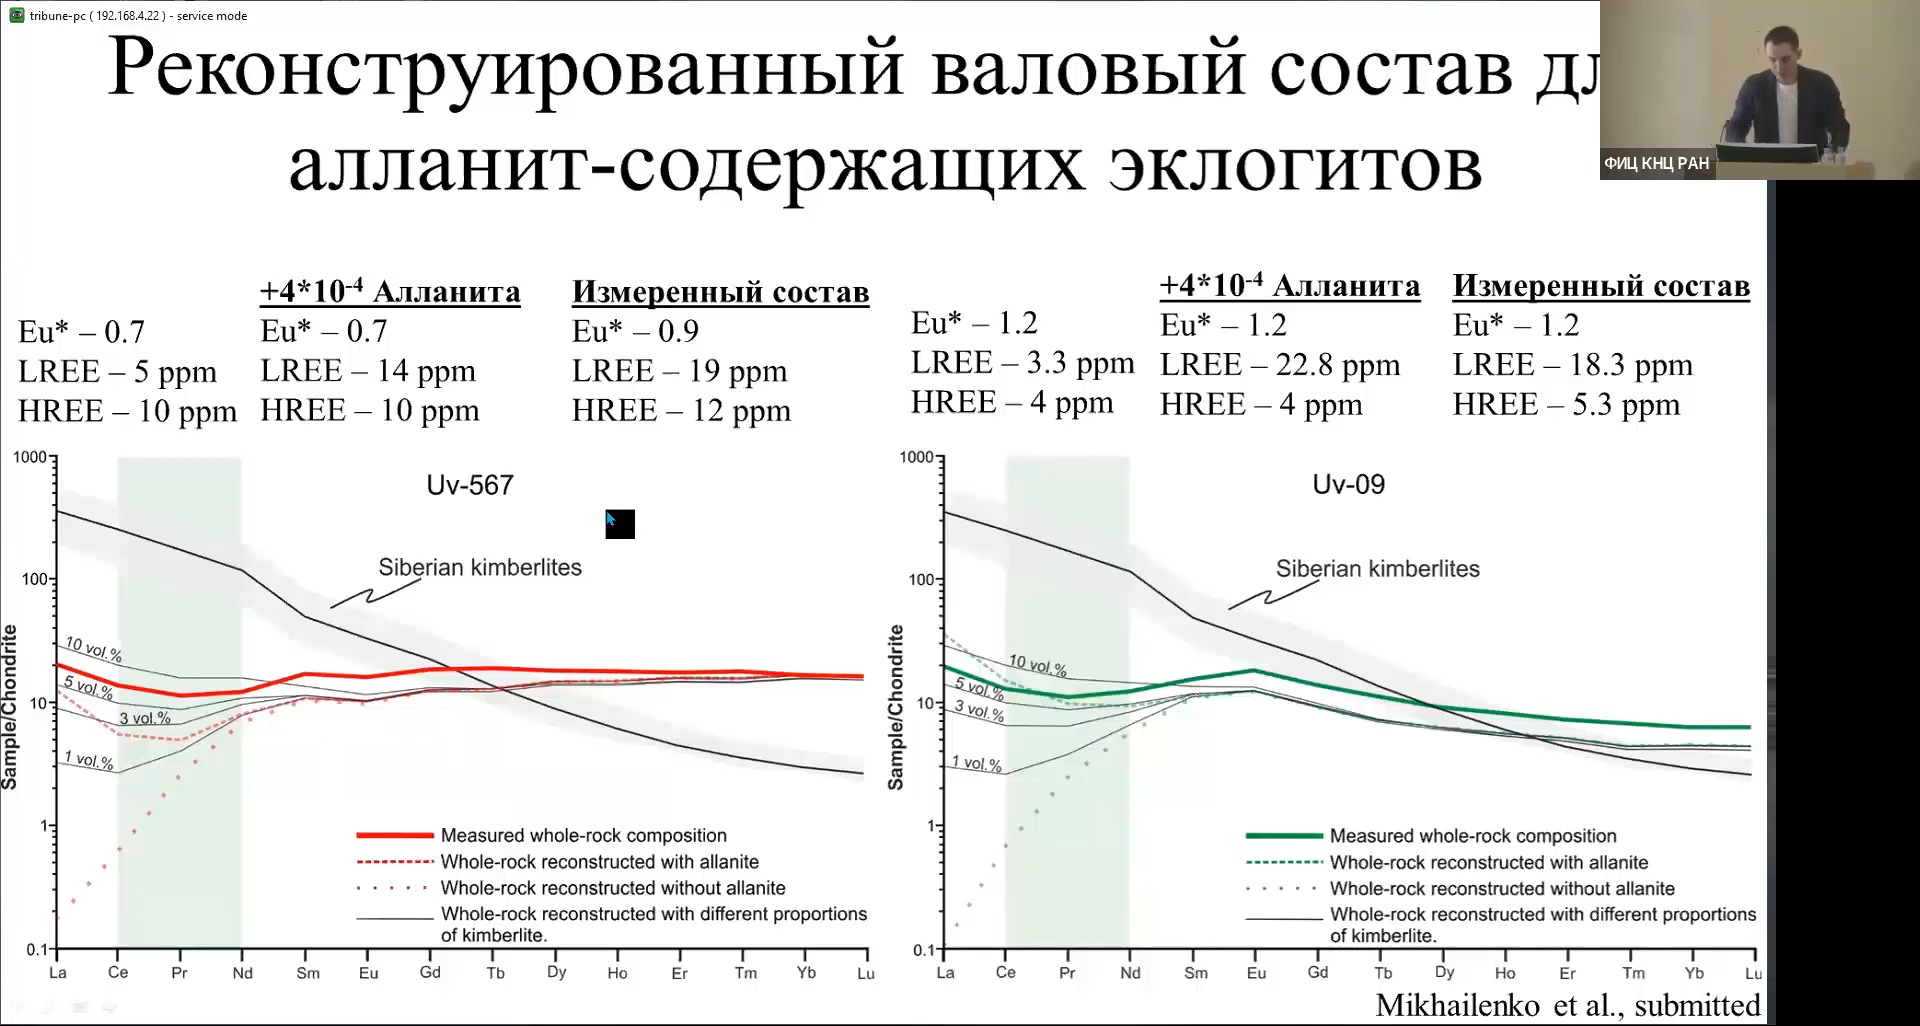 tribune-pc ( 192.168.4.22 ) - service mode
Реконструированный валовый состав дл
алланит-содержащих эклогитов
ФИЦ КНЦ РАН
Eu* – 0.7
LREE – 5 ppm
HREE – 10 ppm
+4*10-4 Алланита
Eu* – 0.7
LREE – 14 ppm
HREE – 10 ppm
Измеренный состав
Eu* – 0.9
LREE – 19 ppm
HREE – 12 ppm
Eu* – 1.2
LREE – 3.3 ppm
HREE – 4 ppm
+4*10-4 Алланита
Eu* – 1.2
LREE – 22.8 ppm
HREE – 4 ppm
Измеренный состав
Eu* – 1.2
LREE – 18.3 ppm
HREE – 5.3 ppm
Sample/Chondrite
1000
100
10
1
0.1
Uv-567
Siberian kimberlites
10 vol.%
5 vol.%
3 vol.%
1 vol.%
Measured whole-rock composition
Whole-rock reconstructed with allanite
Whole-rock reconstructed without allanite
Whole-rock reconstructed with different proportions
of kimberlite.
La Ce Pr Nd Sm Eu Gd Tb Dy Ho Er Tm Yb Lu
Sample/Chondrite
1000
100
10
1
0.1
Uv-09
Siberian kimberlites
10 vol.%
5 vol.%
3 vol.%
1 vol.%
Measured whole-rock composition
Whole-rock reconstructed with allanite
Whole-rock reconstructed without allanite
Whole-rock reconstructed with different proportions
of kimberlite.
La Ce Pr Nd Sm Eu Gd Tb Dy Ho Er Tm Yb Lu
Mikhailenko et al., submitted